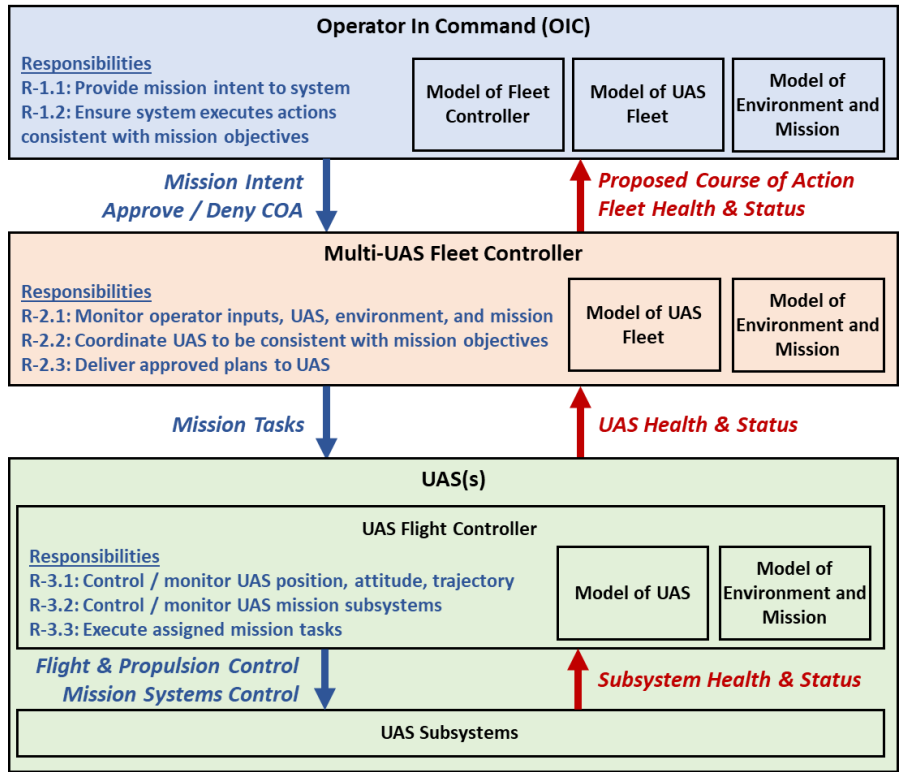 Operator In Command (OIC)
Responsibilities
R-1.1: Provide mission intent to system
R-1.2: Ensure system executes actions
consistent with mission objectives
Model of Fleet
Controller
Model of UAS
Fleet
Model of
Environment and
Mission
Mission Intent
Approve / Deny COA
Proposed Course of Action
Fleet Health & Status
Multi-UAS Fleet Controller
Responsibilities
R-2.1: Monitor operator inputs, UAS, environment, and mission
R-2.2: Coordinate UAS to be consistent with mission objectives
R-2.3: Deliver approved plans to UAS
Model of UAS
Fleet
Model of
Environment and
Mission
Mission Tasks
UAS Health & Status
UAS(s)
UAS Flight Controller
Responsibilities
R-3.1: Control / monitor UAS position, attitude, trajectory
R-3.2: Control / monitor UAS mission subsystems
R-3.3: Execute assigned mission tasks
Model of UAS
Model of
Environment and
Mission
Flight & Propulsion Control
Mission Systems Control
Subsystem Health & Status
UAS Subsystems